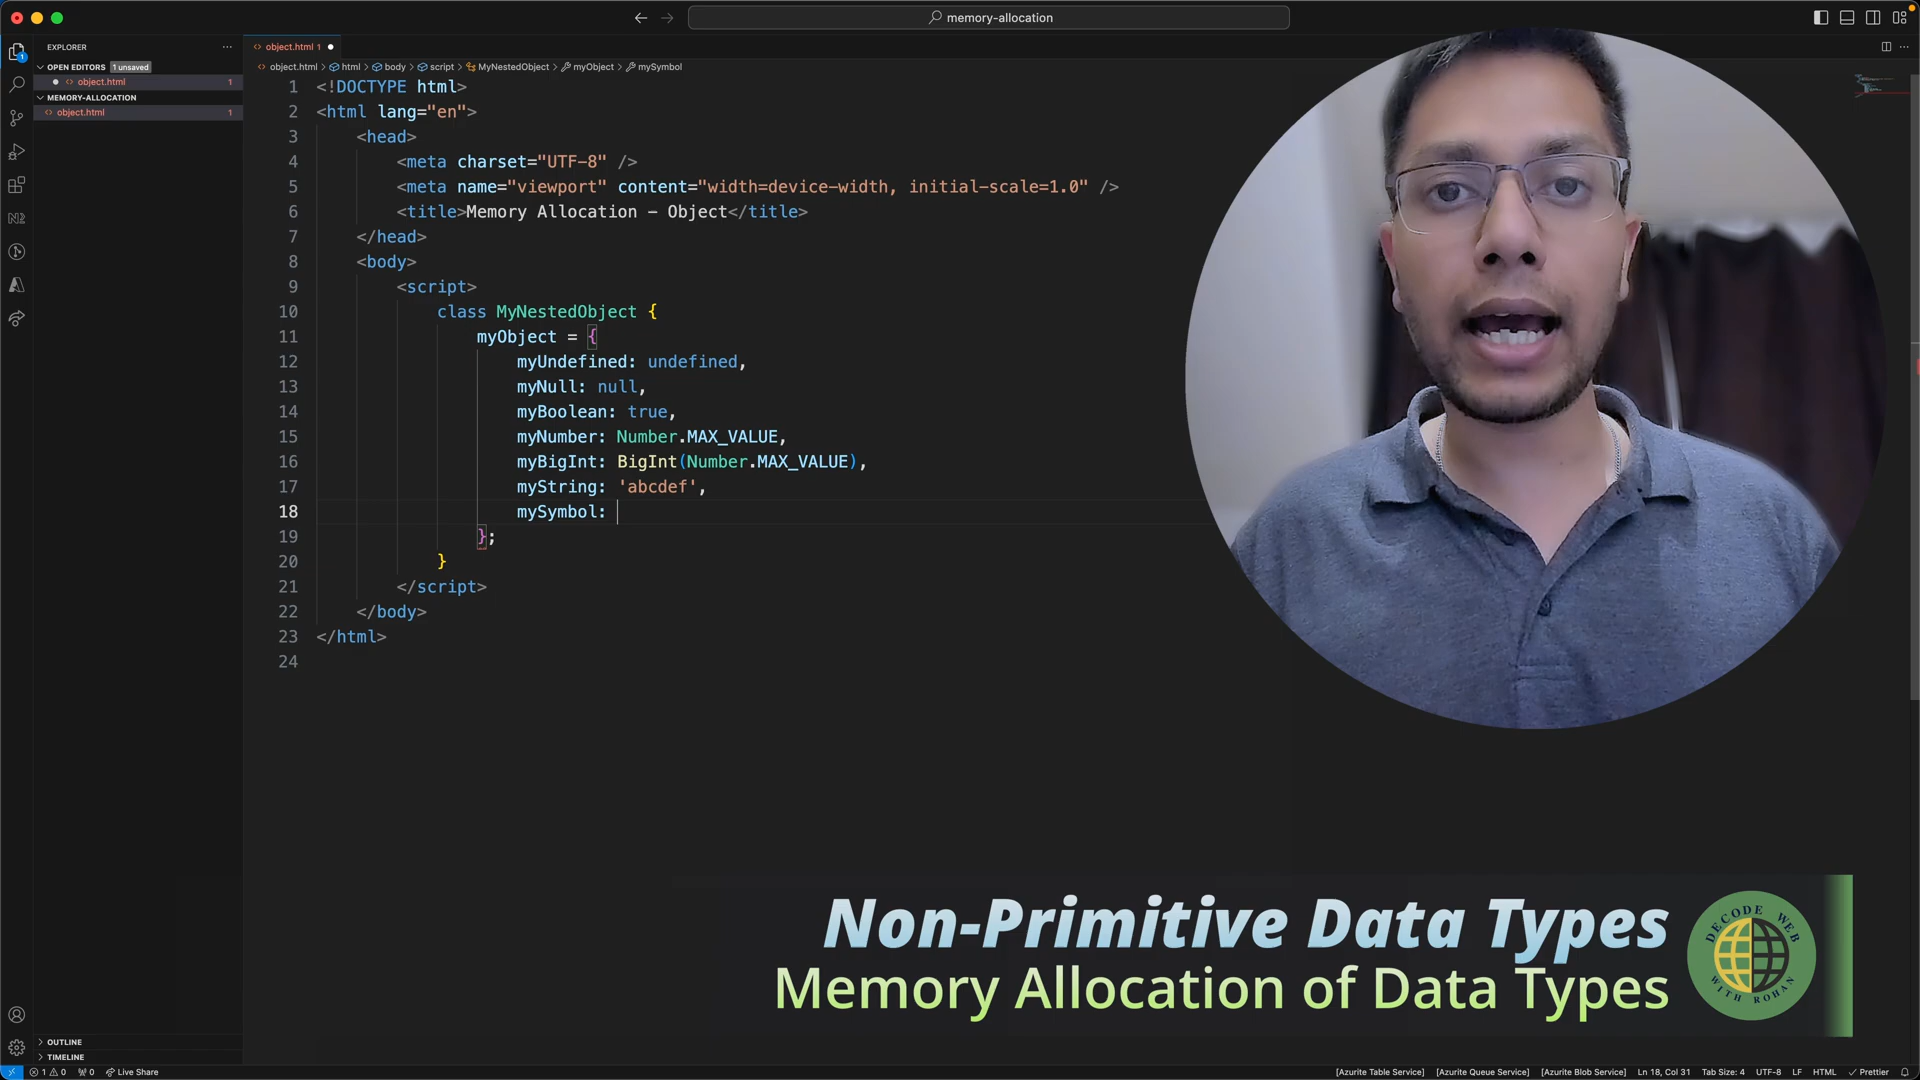 memory-allocation
EXPLORER
OPEN EDITORS 1 unsaved
object.html 1
MEMORY-ALLOCATION
object.html 1
object.html 1
object.html > html > body > script > MyNestedObject > myObject > mySymbol
1 <!DOCTYPE html>
2 <html lang="en">
3 <head>
4 <meta charset="UTF-8" />
5 <meta name="viewport" content="width=device-width, initial-scale=1.0" />
6 <title>Memory Allocation - Object</title>
7 </head>
8 <body>
9 <script>
10 class MyNestedObject {
11 myObject = {
12 myUndefined: undefined,
13 myNull: null,
14 myBoolean: true,
15 myNumber: Number.MAX_VALUE,
16 myBigInt: BigInt(Number.MAX_VALUE),
17 myString: 'abcdef',
18 mySymbol:
19 };
20 }
21 </script>
22 </body>
23 </html>
24
Non-Primitive Data Types
Memory Allocation of Data Types
DECODE WEB
WITH ROHAN
OUTLINE
TIMELINE
1 0 0 Live Share [Azurite Table Service] [Azurite Queue Service] [Azurite Blob Service] Ln 18, Col 31 Tab Size: 4 UTF-8 LF HTML Prettier